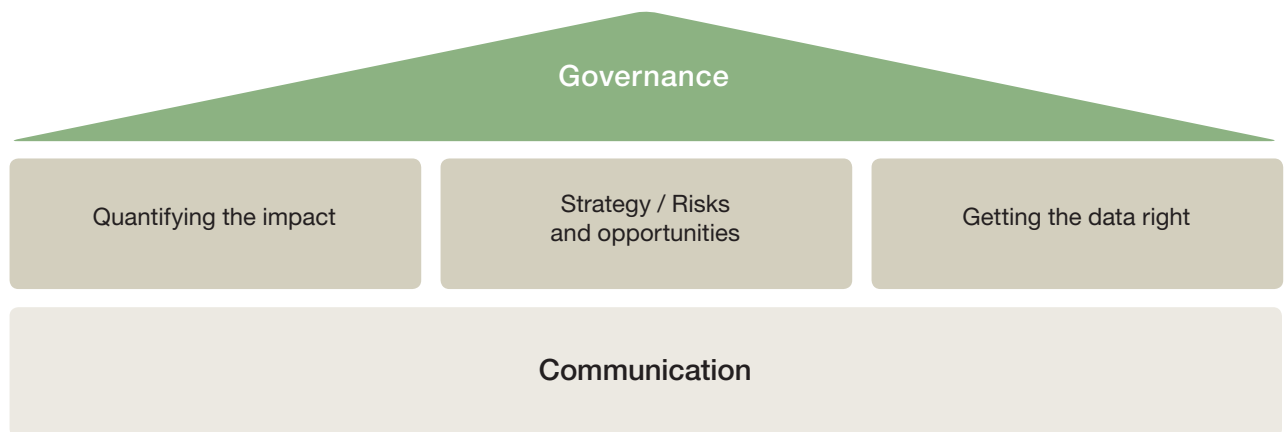 Governance
Quantifying the impact
Strategy / Risks
and opportunities
Getting the data right
Communication